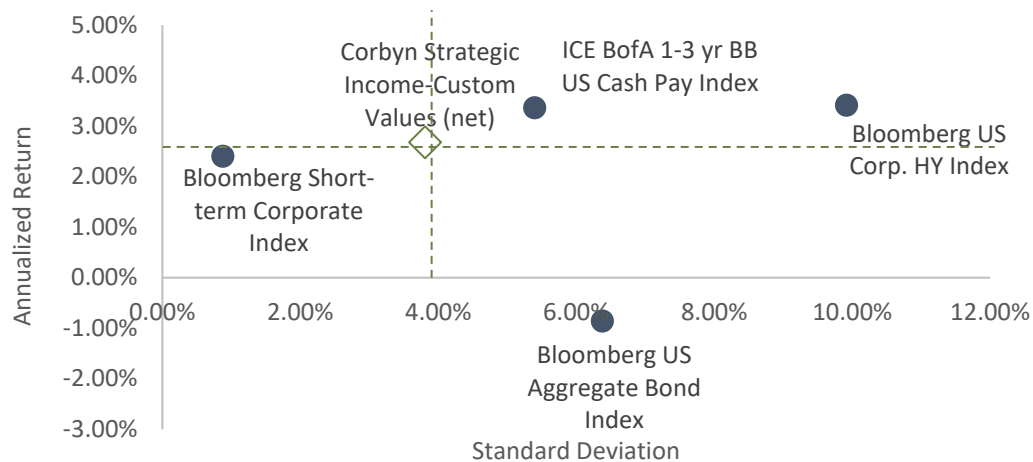 5.00%
4.00%
3.00%
2.00%
1.00%
0.00%
-1.00%
-2.00%
-3.00%
Annualized Return
Corbyn Strategic
Income-Custom
Values (net)
ICE BofA 1-3 yr BB
US Cash Pay Index
Bloomberg US
Corp. HY Index
Bloomberg Short-
term Corporate
Index
0.00% 2.00% 4.00% 6.00% 8.00% 10.00% 12.00%
Bloomberg US
Aggregate Bond
Index
Standard Deviation